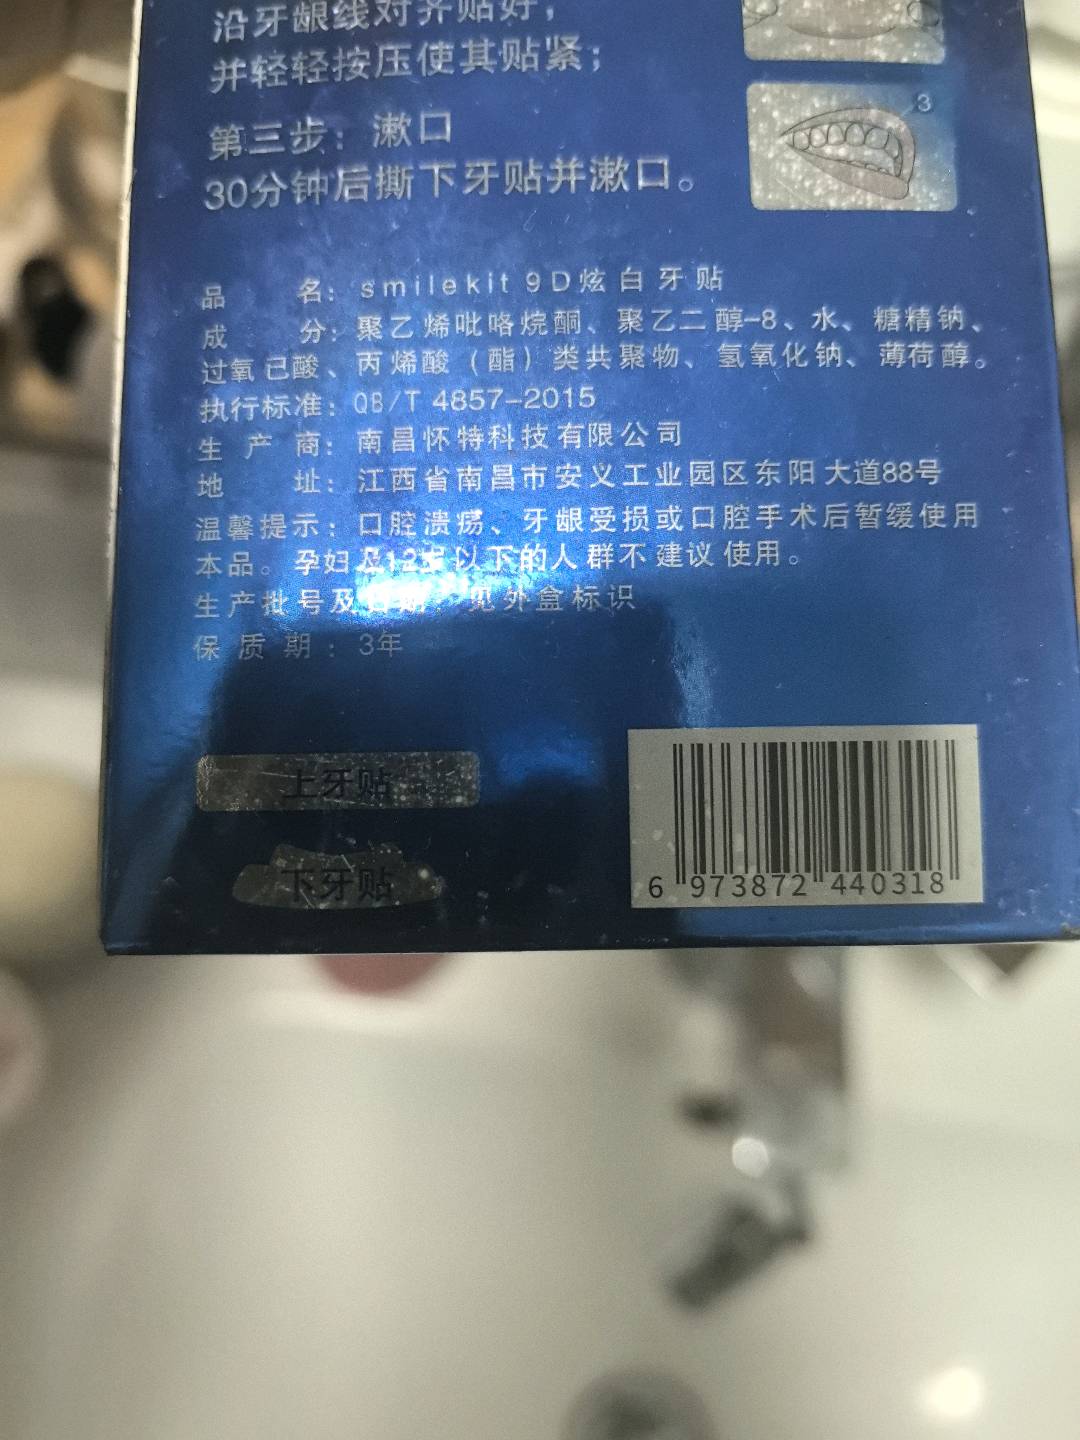 沿牙龈线对齐贴好，
并轻轻按压使其贴紧；
3
第三步：漱口
30分钟后撕下牙贴并漱口。
品名：smilekit 9D炫白牙贴
成分：聚乙烯吡咯烷酮、聚乙二醇-8、水、糖精钠、
过氧已酸、丙烯酸（酯）类共聚物、氢氧化钠、薄荷醇。
执行标准：QB/T 4857-2015
生产商：南昌怀特科技有限公司
地址：江西省南昌市安义工业园区东阳大道88号
温馨提示：口腔溃疡、牙龈受损或口腔手术后暂缓使用
本品。孕妇及12岁以下的人群不建议使用。
生产批号及日期：见外盒标识
保质期：3年
上牙贴
下牙贴
6 973872 440318